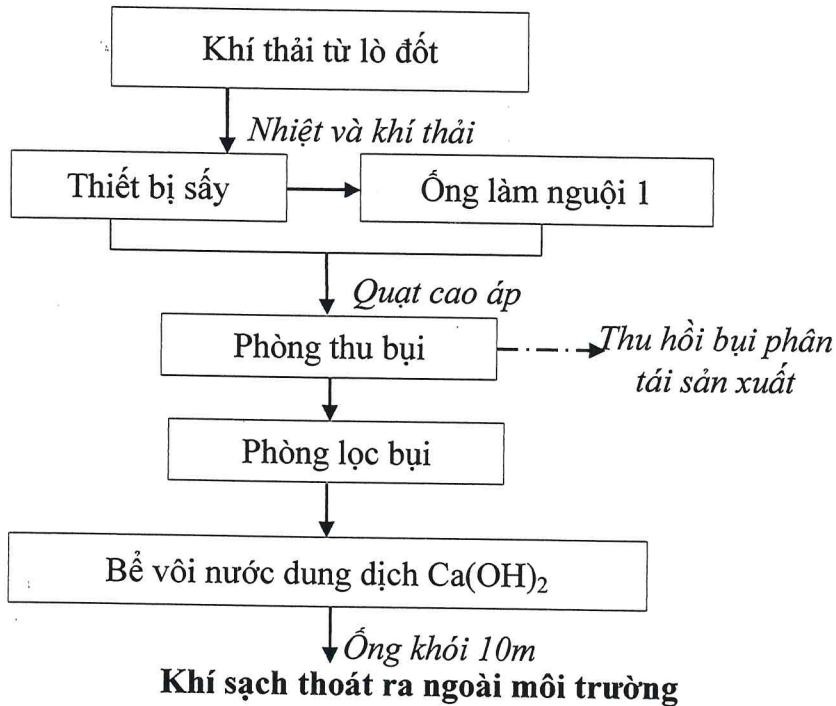 Khí thải từ lò đốt
Nhiệt và khí thải
Thiết bị sấy
Ống làm nguội 1
Quạt cao áp
Phòng thu bụi
Thu hồi bụi phân
tái sản xuất
Phòng lọc bụi
Bể vôi nước dung dịch Ca(OH)₂
Ống khói 10m
Khí sạch thoát ra ngoài môi trường